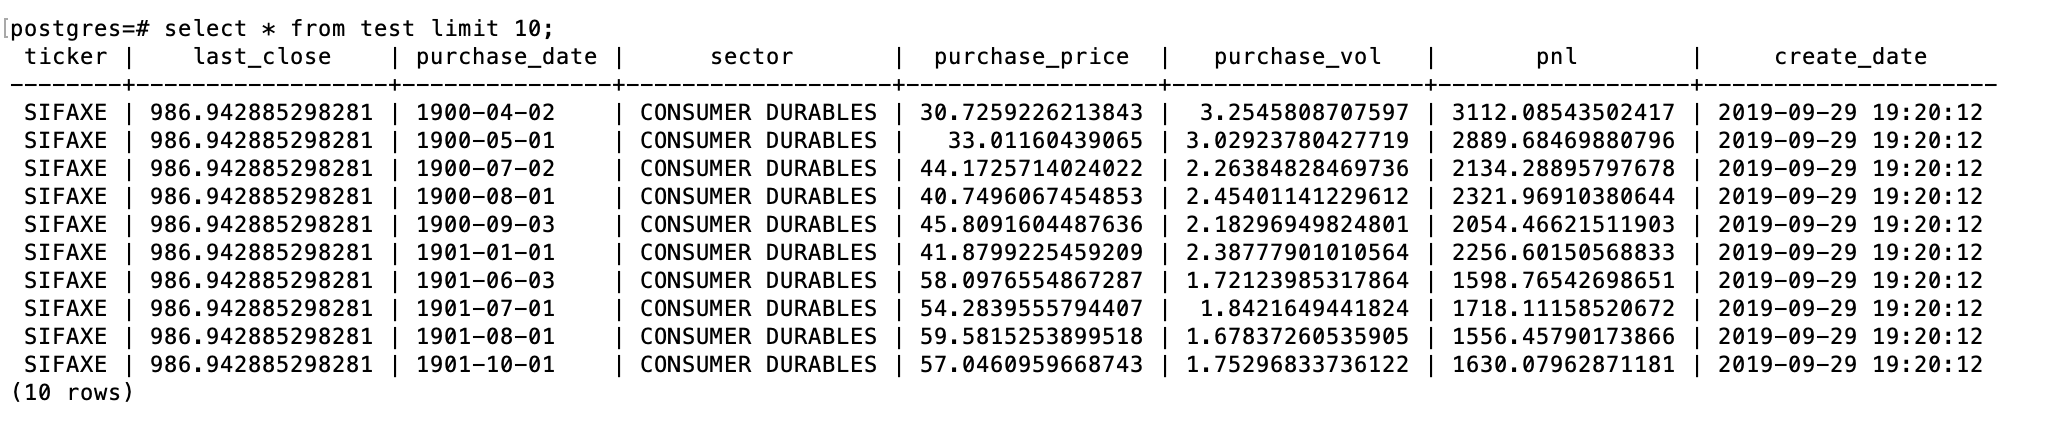 [postgres=# select * from test limit 10;
 ticker |    last_close    | purchase_date |      sector       |  purchase_price  |   purchase_vol   |       pnl        |     create_date
--------+------------------+---------------+-------------------+------------------+------------------+------------------+---------------------
 SIFAXE | 986.942885298281 | 1900-04-02    | CONSUMER DURABLES | 30.7259226213843 |  3.2545808707597 | 3112.08543502417 | 2019-09-29 19:20:12
 SIFAXE | 986.942885298281 | 1900-05-01    | CONSUMER DURABLES |   33.01160439065 | 3.02923780427719 | 2889.68469880796 | 2019-09-29 19:20:12
 SIFAXE | 986.942885298281 | 1900-07-02    | CONSUMER DURABLES | 44.1725714024022 | 2.26384828469736 | 2134.28895797678 | 2019-09-29 19:20:12
 SIFAXE | 986.942885298281 | 1900-08-01    | CONSUMER DURABLES | 40.7496067454853 | 2.45401141229612 | 2321.96910380644 | 2019-09-29 19:20:12
 SIFAXE | 986.942885298281 | 1900-09-03    | CONSUMER DURABLES | 45.8091604487636 | 2.18296949824801 | 2054.46621511903 | 2019-09-29 19:20:12
 SIFAXE | 986.942885298281 | 1901-01-01    | CONSUMER DURABLES | 41.8799225459209 | 2.38777901010564 | 2256.60150568833 | 2019-09-29 19:20:12
 SIFAXE | 986.942885298281 | 1901-06-03    | CONSUMER DURABLES | 58.0976554867287 | 1.72123985317864 | 1598.76542698651 | 2019-09-29 19:20:12
 SIFAXE | 986.942885298281 | 1901-07-01    | CONSUMER DURABLES | 54.2839555794407 |  1.8421649441824 | 1718.11158520672 | 2019-09-29 19:20:12
 SIFAXE | 986.942885298281 | 1901-08-01    | CONSUMER DURABLES | 59.5815253899518 | 1.67837260535905 | 1556.45790173866 | 2019-09-29 19:20:12
 SIFAXE | 986.942885298281 | 1901-10-01    | CONSUMER DURABLES | 57.0460959668743 | 1.75296833736122 | 1630.07962871181 | 2019-09-29 19:20:12
(10 rows)